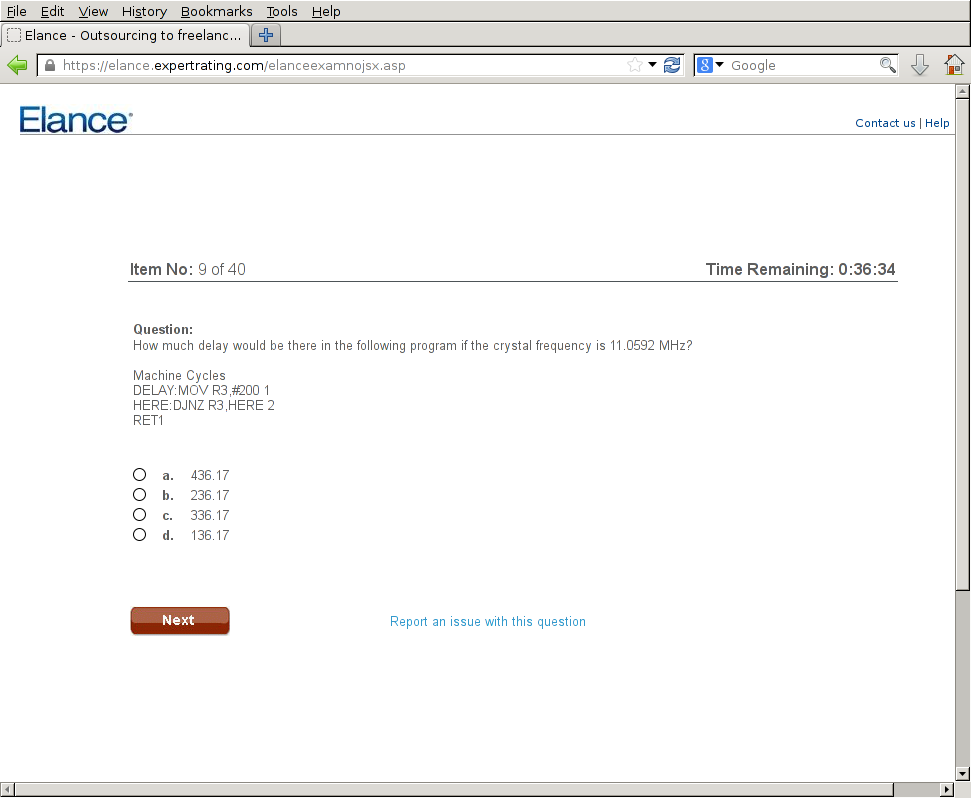 File Edit View History Bookmarks Tools Help
Elance - Outsourcing to freelanc...
https://elance.expertrating.com/elanceexamnojsx.asp
8 Google
Elance
Contact us | Help
Item No: 9 of 40
Time Remaining: 0:36:34
Question:
How much delay would be there in the following program if the crystal frequency is 11.0592 MHz?
Machine Cycles
DELAY:MOV R3,#200 1
HERE:DJNZ R3,HERE 2
RET1
a. 436.17
b. 236.17
c. 336.17
d. 136.17
Next
Report an issue with this question